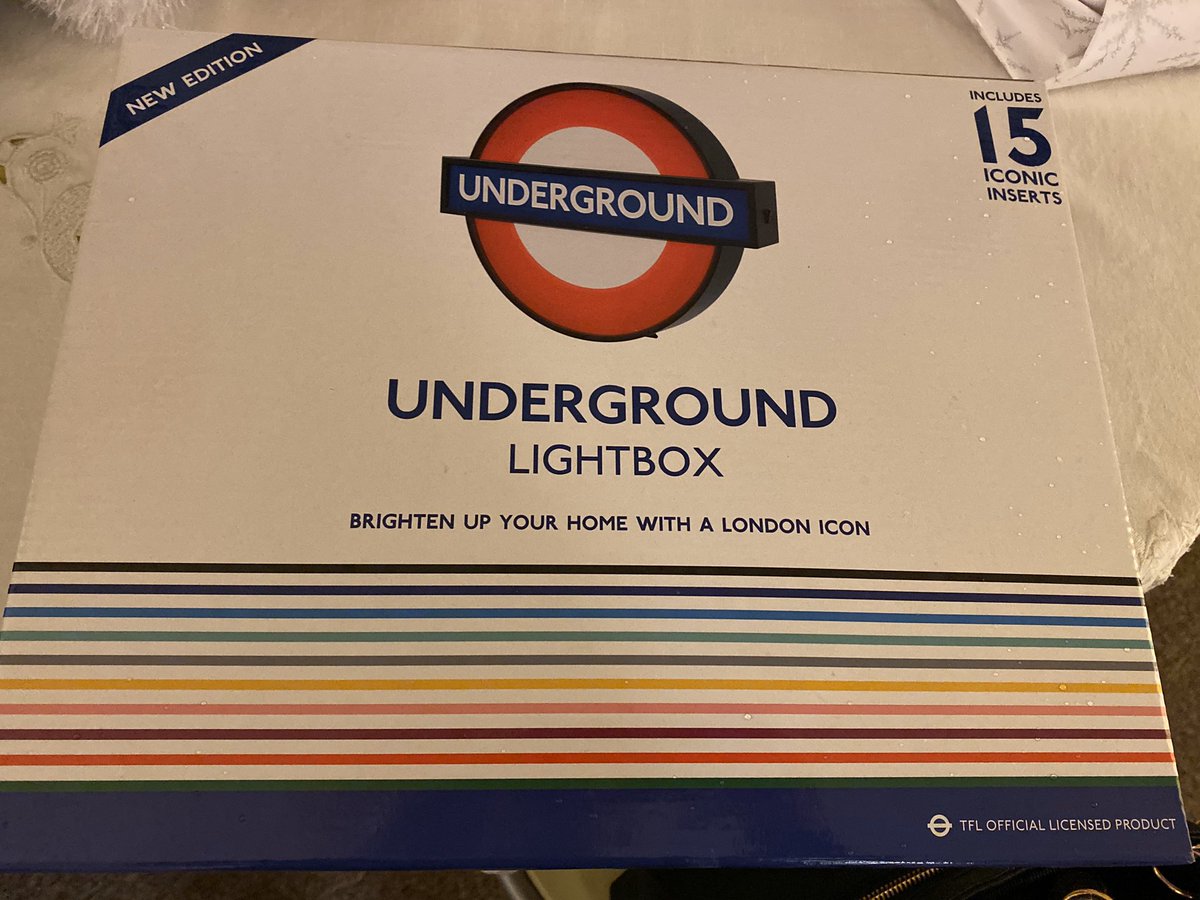 NEW EDITION
INCLUDES
15
ICONIC
INSERTS
UNDERGROUND
UNDERGROUND
LIGHTBOX
BRIGHTEN UP YOUR HOME WITH A LONDON ICON
TFL OFFICIAL LICENSED PRODUCT